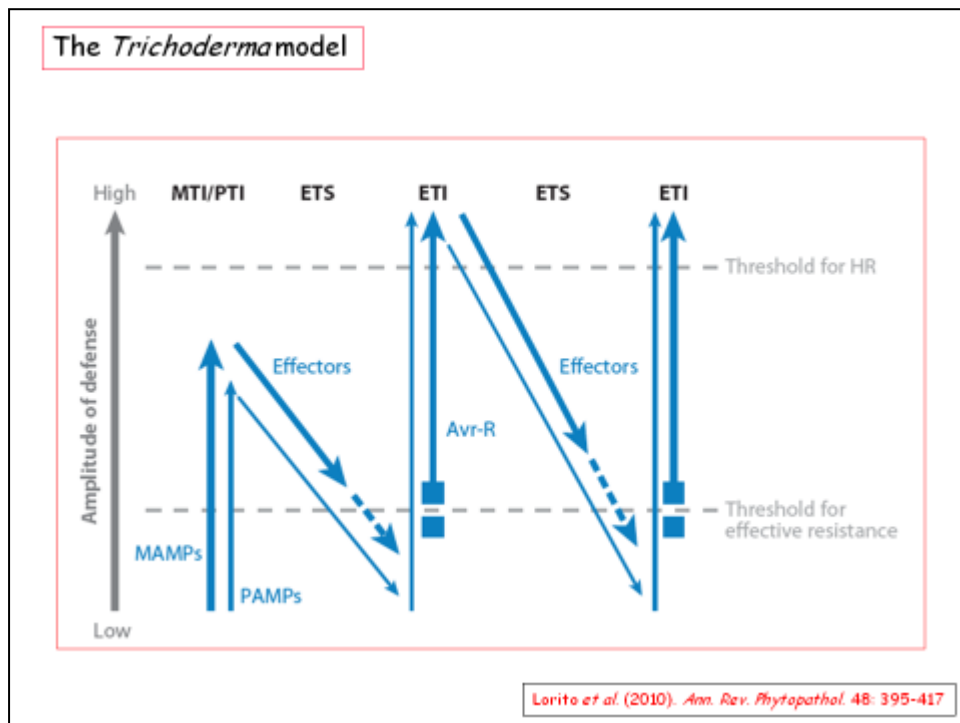 The Trichoderma model
High MTI/PTI ETS ETI ETS ETI
Threshold for HR
Amplitude of defense
Effectors Effectors
Avr-R
Threshold for
effective resistance
MAMPs
PAMPs
Low
Lorito et al. (2010). Ann. Rev. Phytopathol. 48: 395-417